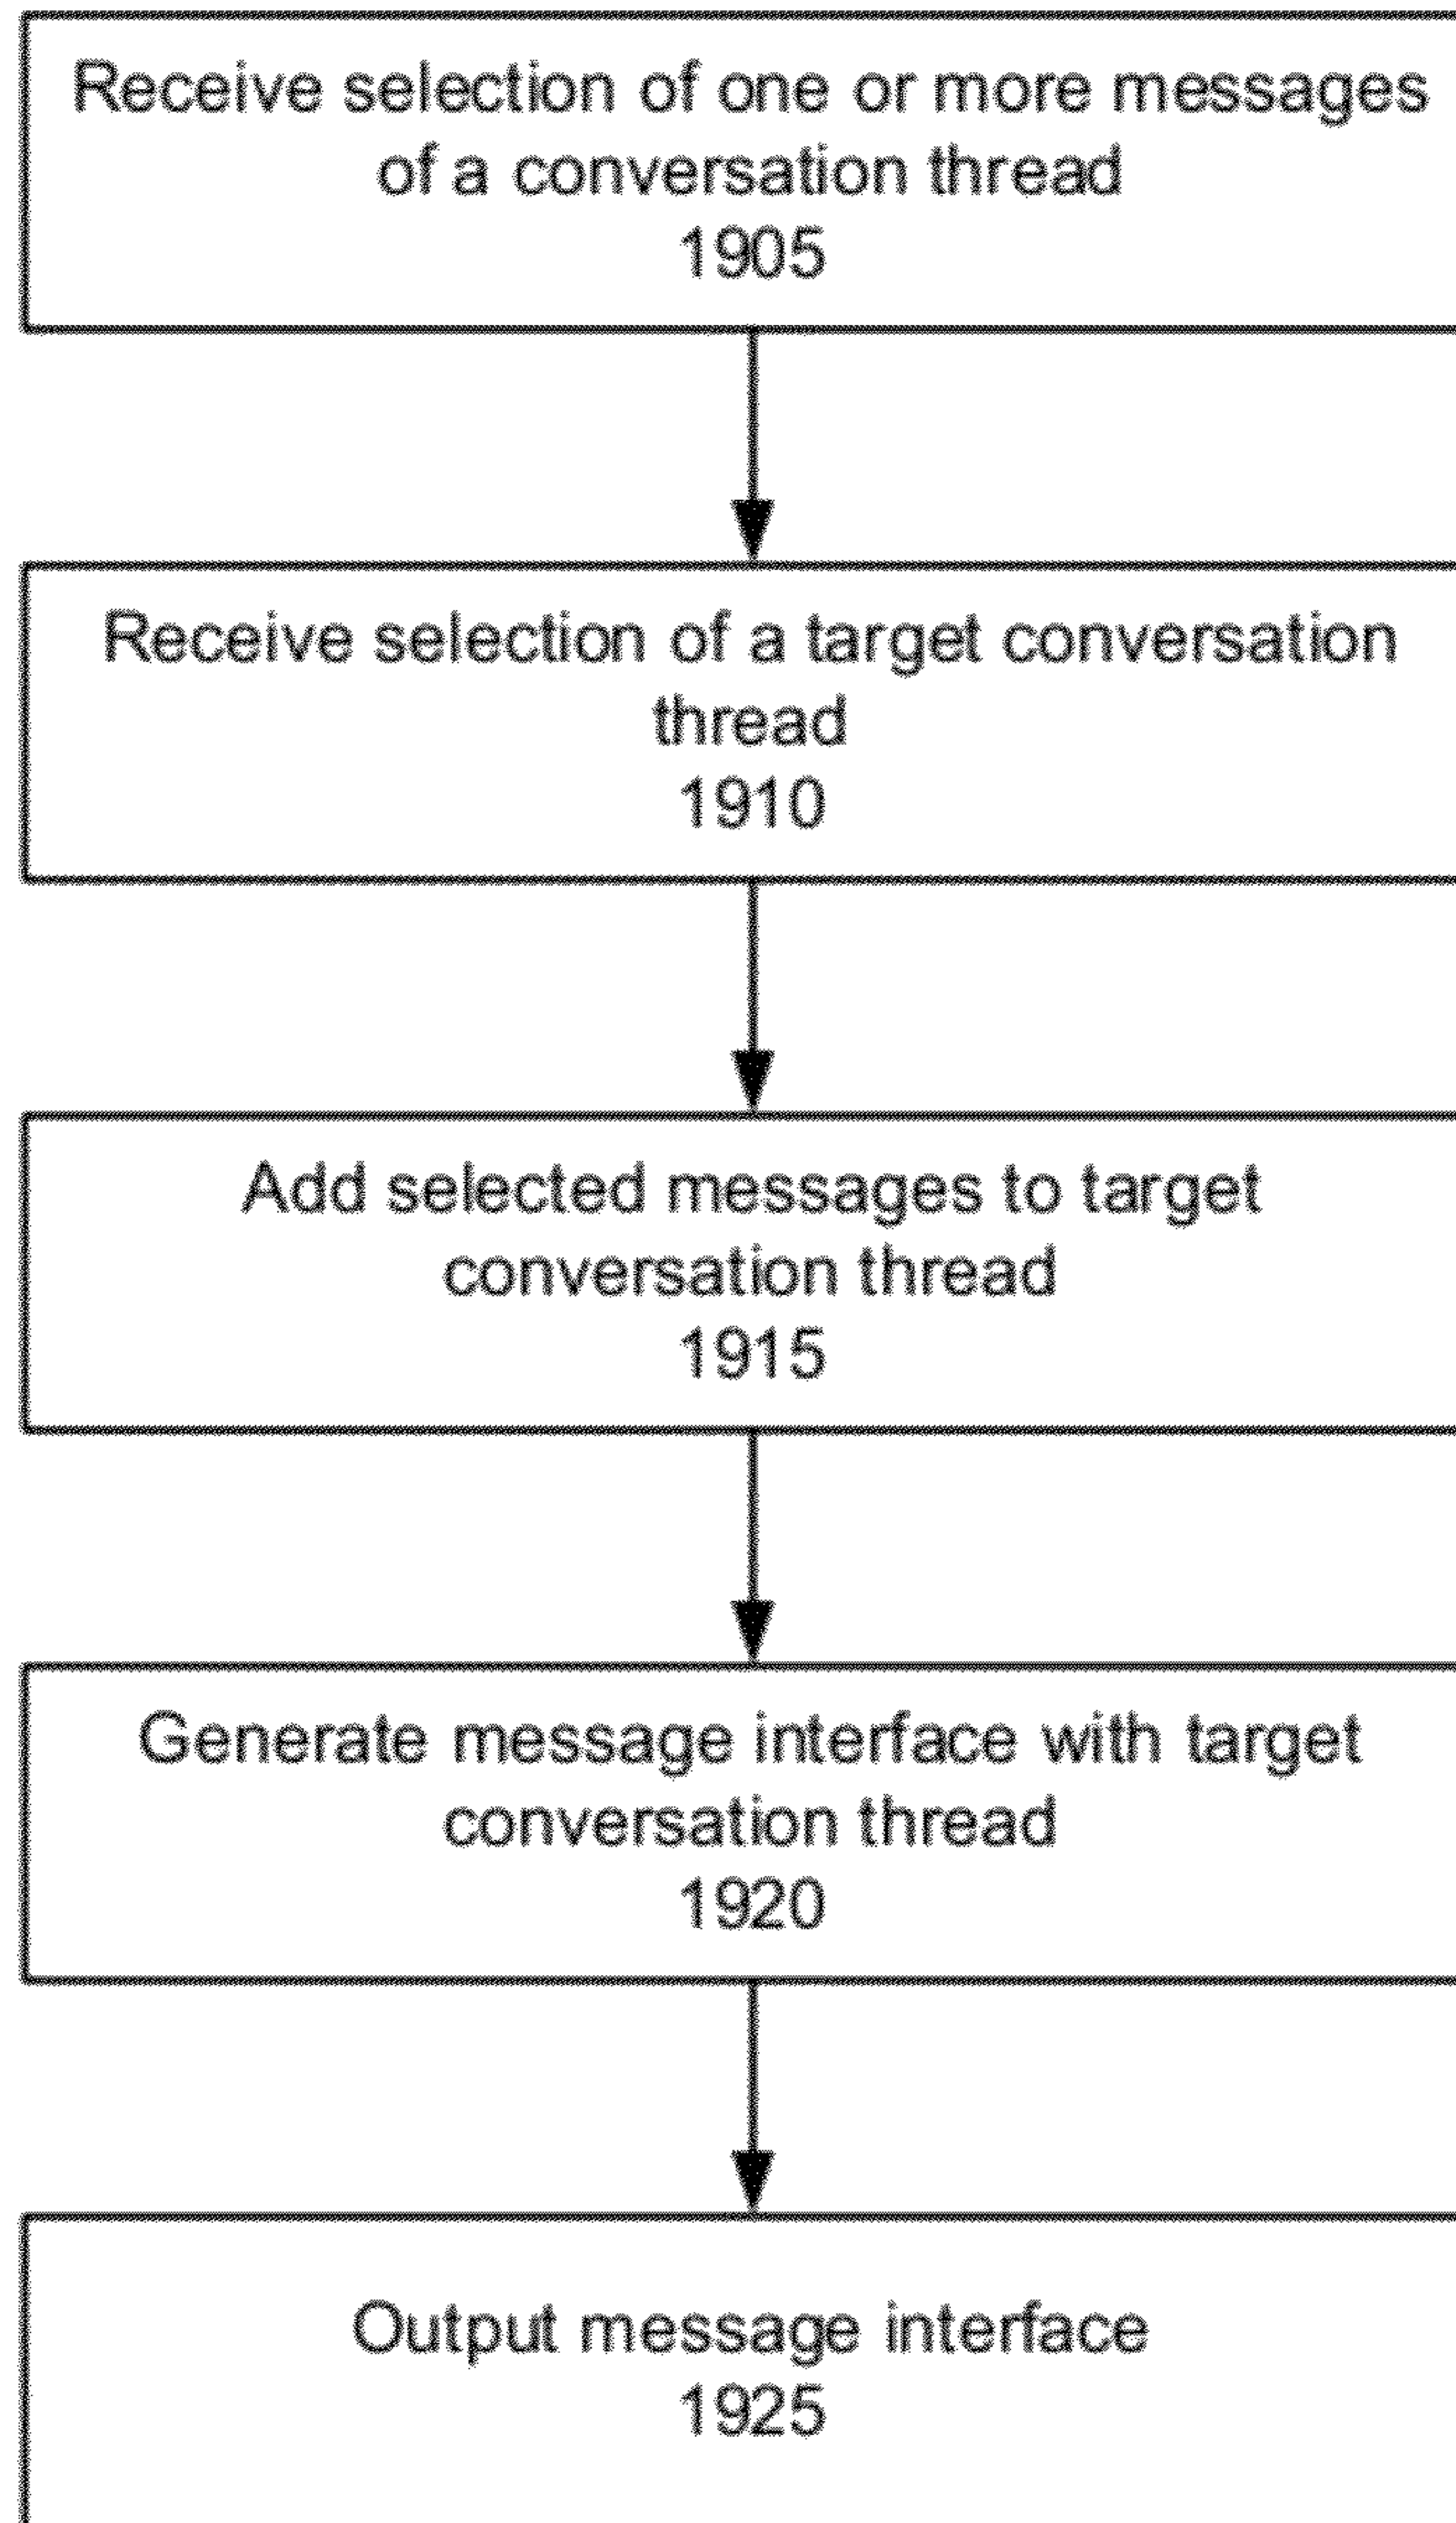 Receive selection of one or more messages
of a conversation thread
1905
Receive selection of a target conversation
thread
1910
Add selected messages to target
conversation thread
1915
Generate message interface with target
conversation thread
1920
Output message interface
1925